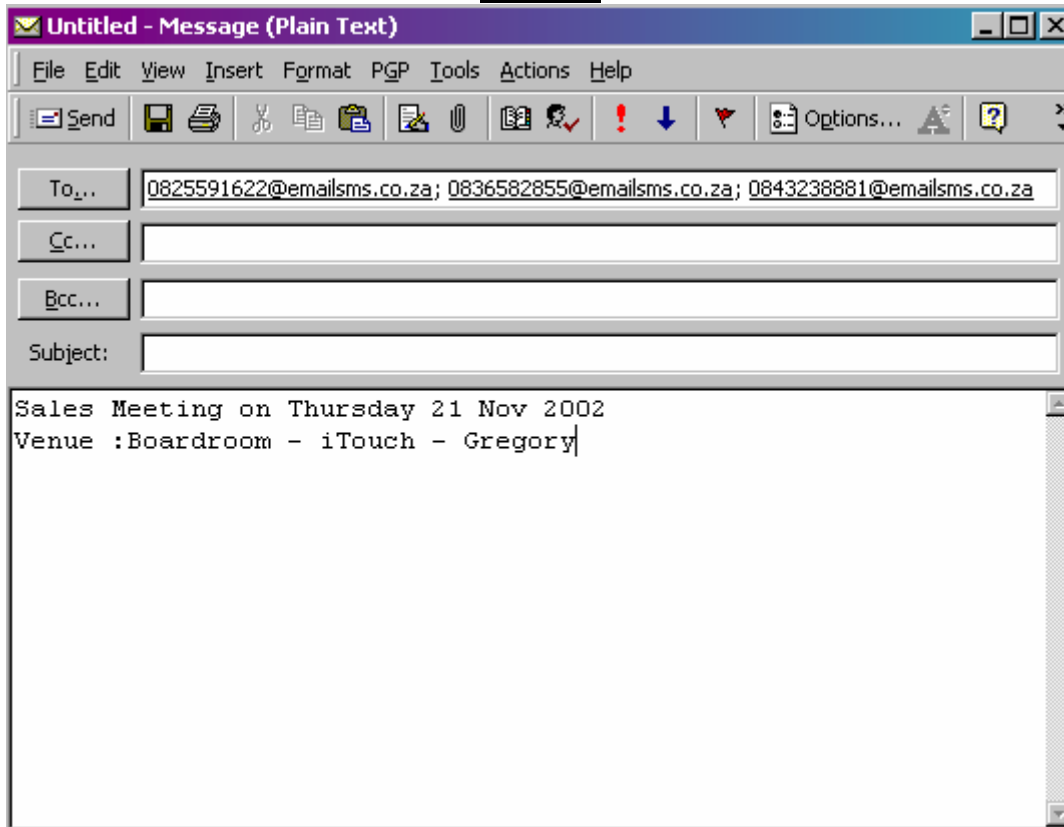 Untitled - Message (Plain Text)
File Edit View Insert Format PGP Tools Actions Help
Send Options... A
To... 0825591622@emailsms.co.za; 0836582855@emailsms.co.za; 0843238881@emailsms.co.za
Cc...
Bcc...
Subject:
Sales Meeting on Thursday 21 Nov 2002
Venue :Boardroom - iTouch - Gregory